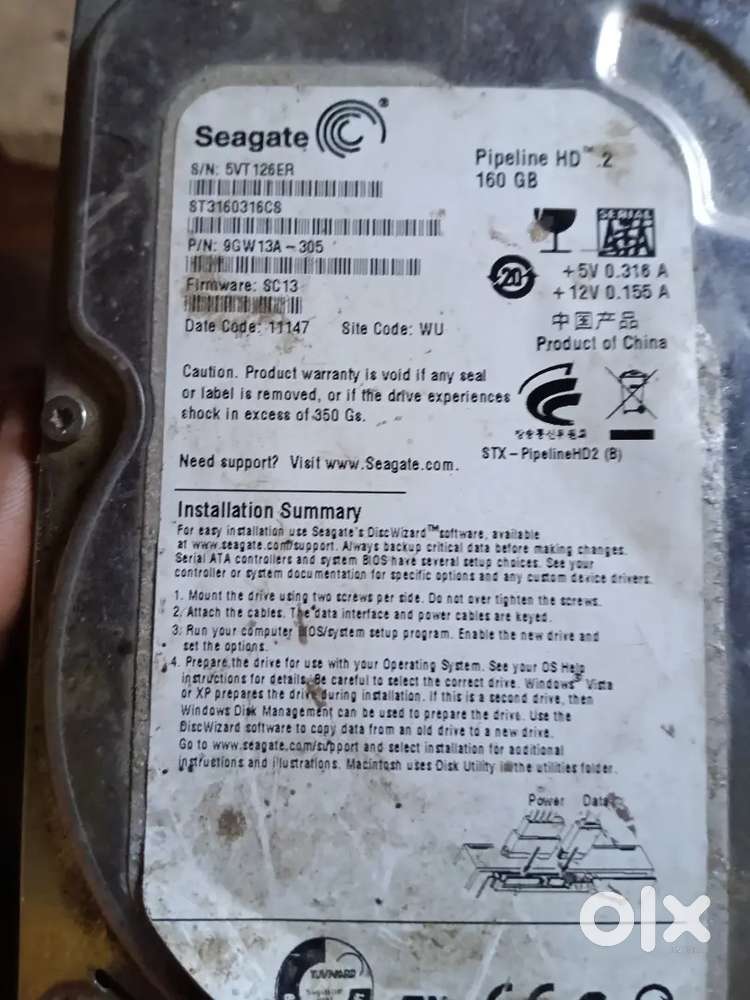 Seagate
S/N: 5VT126ER
ST3160316CS
P/N: 9GW13A-305
Firmware: SC13
Date Code: 11147 Site Code: WU
Pipeline HD™ .2
160 GB
SERIAL
ATA
20
+5V 0.316 A
+12V 0.155 A
中国产品
Product of China
Caution. Product warranty is void if any seal
or label is removed, or if the drive experiences
shock in excess of 350 Gs.
Need support? Visit www.Seagate.com.
STX-PipelineHD2 (B)
Installation Summary
For easy installation use Seagate's DiscWizard™ software, available
at www.seagate.com/support. Always backup critical data before making changes.
Serial ATA controllers and system BIOS have several setup choices. See your
controller or system documentation for specific options and any custom device drivers.
1. Mount the drive using two screws per side. Do not over tighten the screws.
2. Attach the cables. The data interface and power cables are keyed.
3. Run your computer BIOS/system setup program. Enable the new drive and
set the options.
4. Prepare the drive for use with your Operating System. See your OS Help
instructions for details. Be careful to select the correct drive. Windows® Vista
or XP prepares the drive during installation. If this is a second drive, then
Windows Disk Management can be used to prepare the drive. Use the
DiscWizard software to copy data from an old drive to a new drive.
Go to www.seagate.com/support and select installation for additional
instructions and illustrations. Macintosh uses Disk Utility in the utilities folder.
Power Data
olx